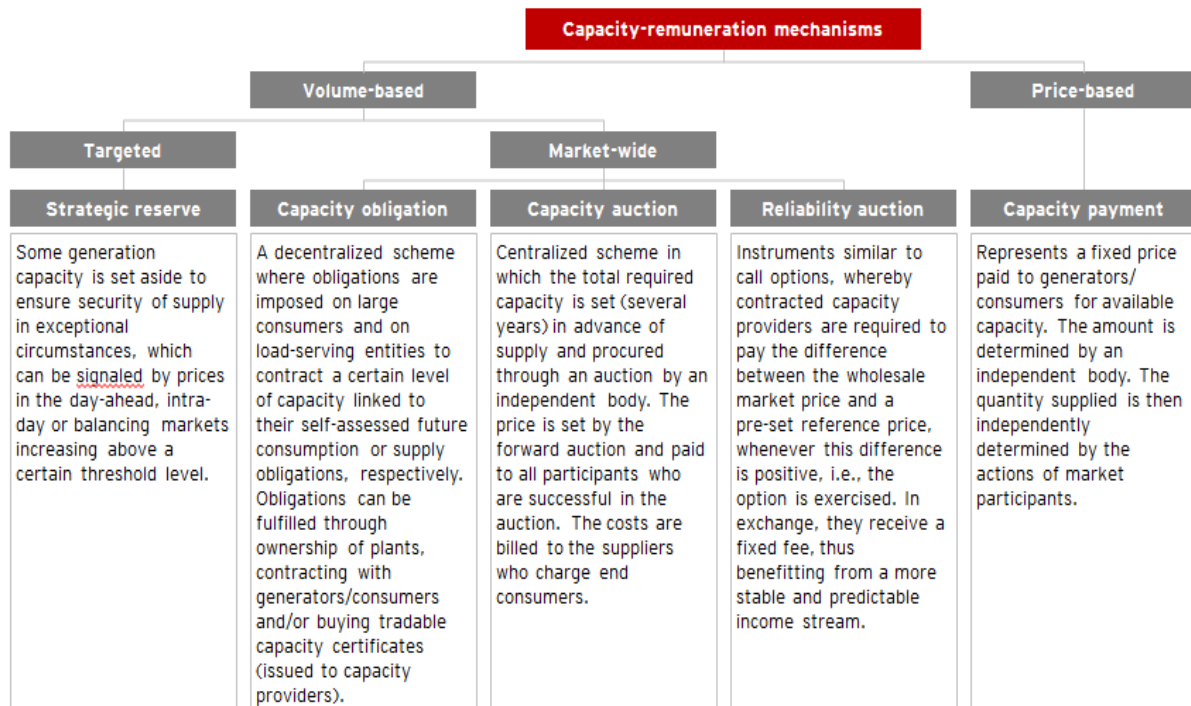 Capacity-remuneration mechanisms
Volume-based
Price-based
Targeted
Market-wide
Strategic reserve
Capacity obligation
Capacity auction
Reliability auction
Capacity payment
Some generation
capacity is set aside to
ensure security of supply
in exceptional
circumstances, which
can be signaled by prices
in the day-ahead, intra-
day or balancing markets
increasing above a
certain threshold level.
A decentralized scheme
where obligations are
imposed on large
consumers and on
load-serving entities to
contract a certain level
of capacity linked to
their self-assessed future
consumption or supply
obligations, respectively.
Obligations can be
fulfilled through
ownership of plants,
contracting with
generators/consumers
and/or buying tradable
capacity certificates
(issued to capacity
providers).
Centralized scheme in
which the total required
capacity is set (several
years) in advance of
supply and procured
through an auction by an
independent body. The
price is set by the
forward auction and paid
to all participants who
are successful in the
auction. The costs are
billed to the suppliers
who charge end
consumers.
Instruments similar to
call options, whereby
contracted capacity
providers are required to
pay the difference
between the wholesale
market price and a
pre-set reference price,
whenever this difference
is positive, i.e., the
option is exercised. In
exchange, they receive a
fixed fee, thus
benefitting from a more
stable and predictable
income stream.
Represents a fixed price
paid to generators/
consumers for available
capacity. The amount is
determined by an
independent body. The
quantity supplied is then
independently
determined by the
actions of market
participants.